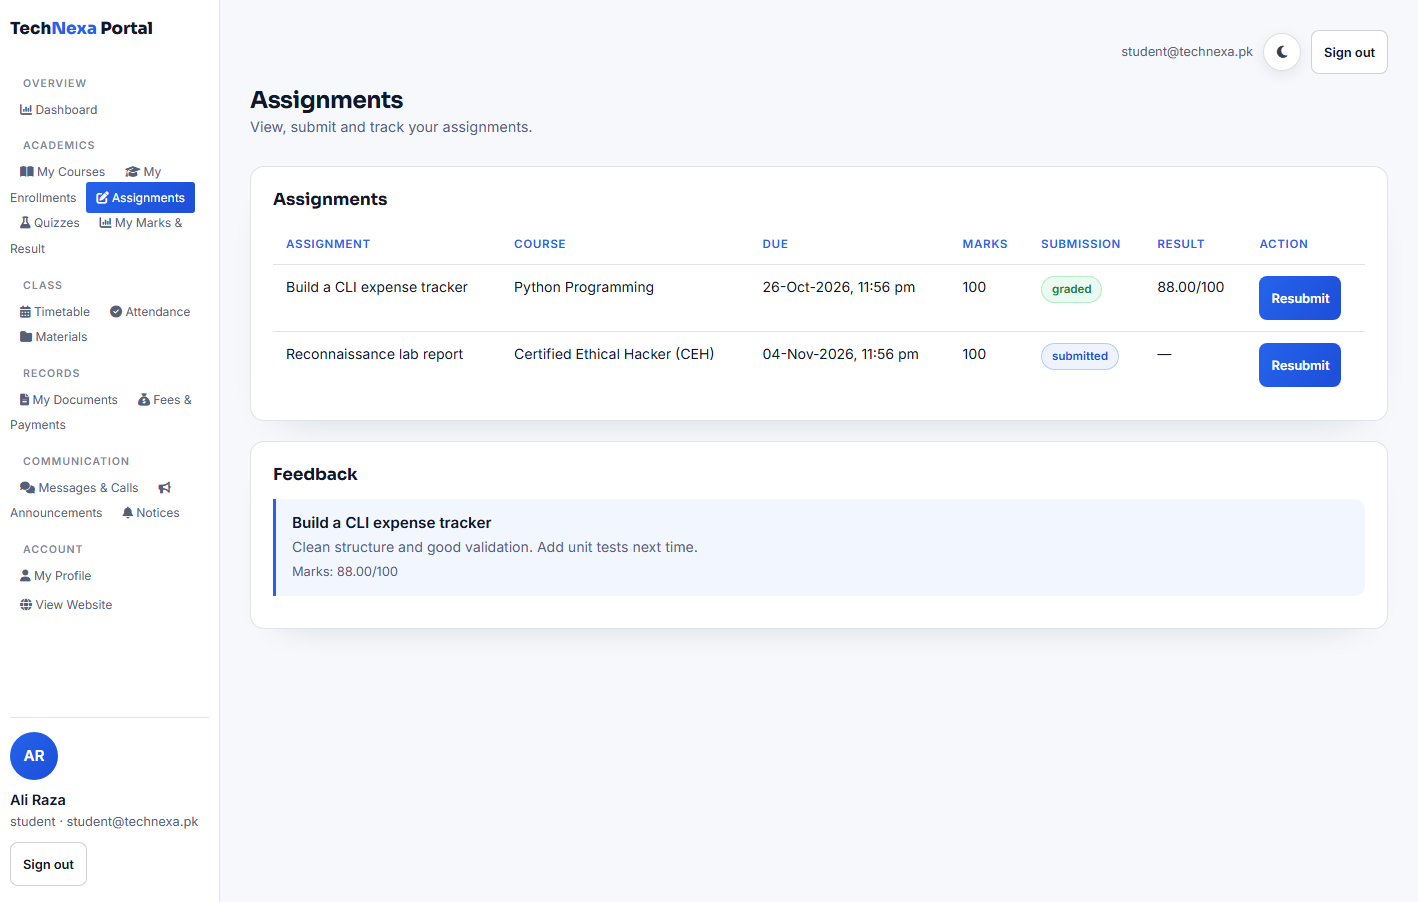 TechNexa Portal
OVERVIEW
Dashboard
ACADEMICS
My Courses My
Enrollments Assignments
Quizzes My Marks &
Result
CLASS
Timetable Attendance
Materials
RECORDS
My Documents Fees &
Payments
COMMUNICATION
Messages & Calls
Announcements Notices
ACCOUNT
My Profile
View Website
AR
Ali Raza
student · student@technexa.pk
Sign out
student@technexa.pk Sign out
Assignments
View, submit and track your assignments.
Assignments
ASSIGNMENT COURSE DUE MARKS SUBMISSION RESULT ACTION
Build a CLI expense tracker Python Programming 26-Oct-2026, 11:56 pm 100 graded 88.00/100 Resubmit
Reconnaissance lab report Certified Ethical Hacker (CEH) 04-Nov-2026, 11:56 pm 100 submitted — Resubmit
Feedback
Build a CLI expense tracker
Clean structure and good validation. Add unit tests next time.
Marks: 88.00/100